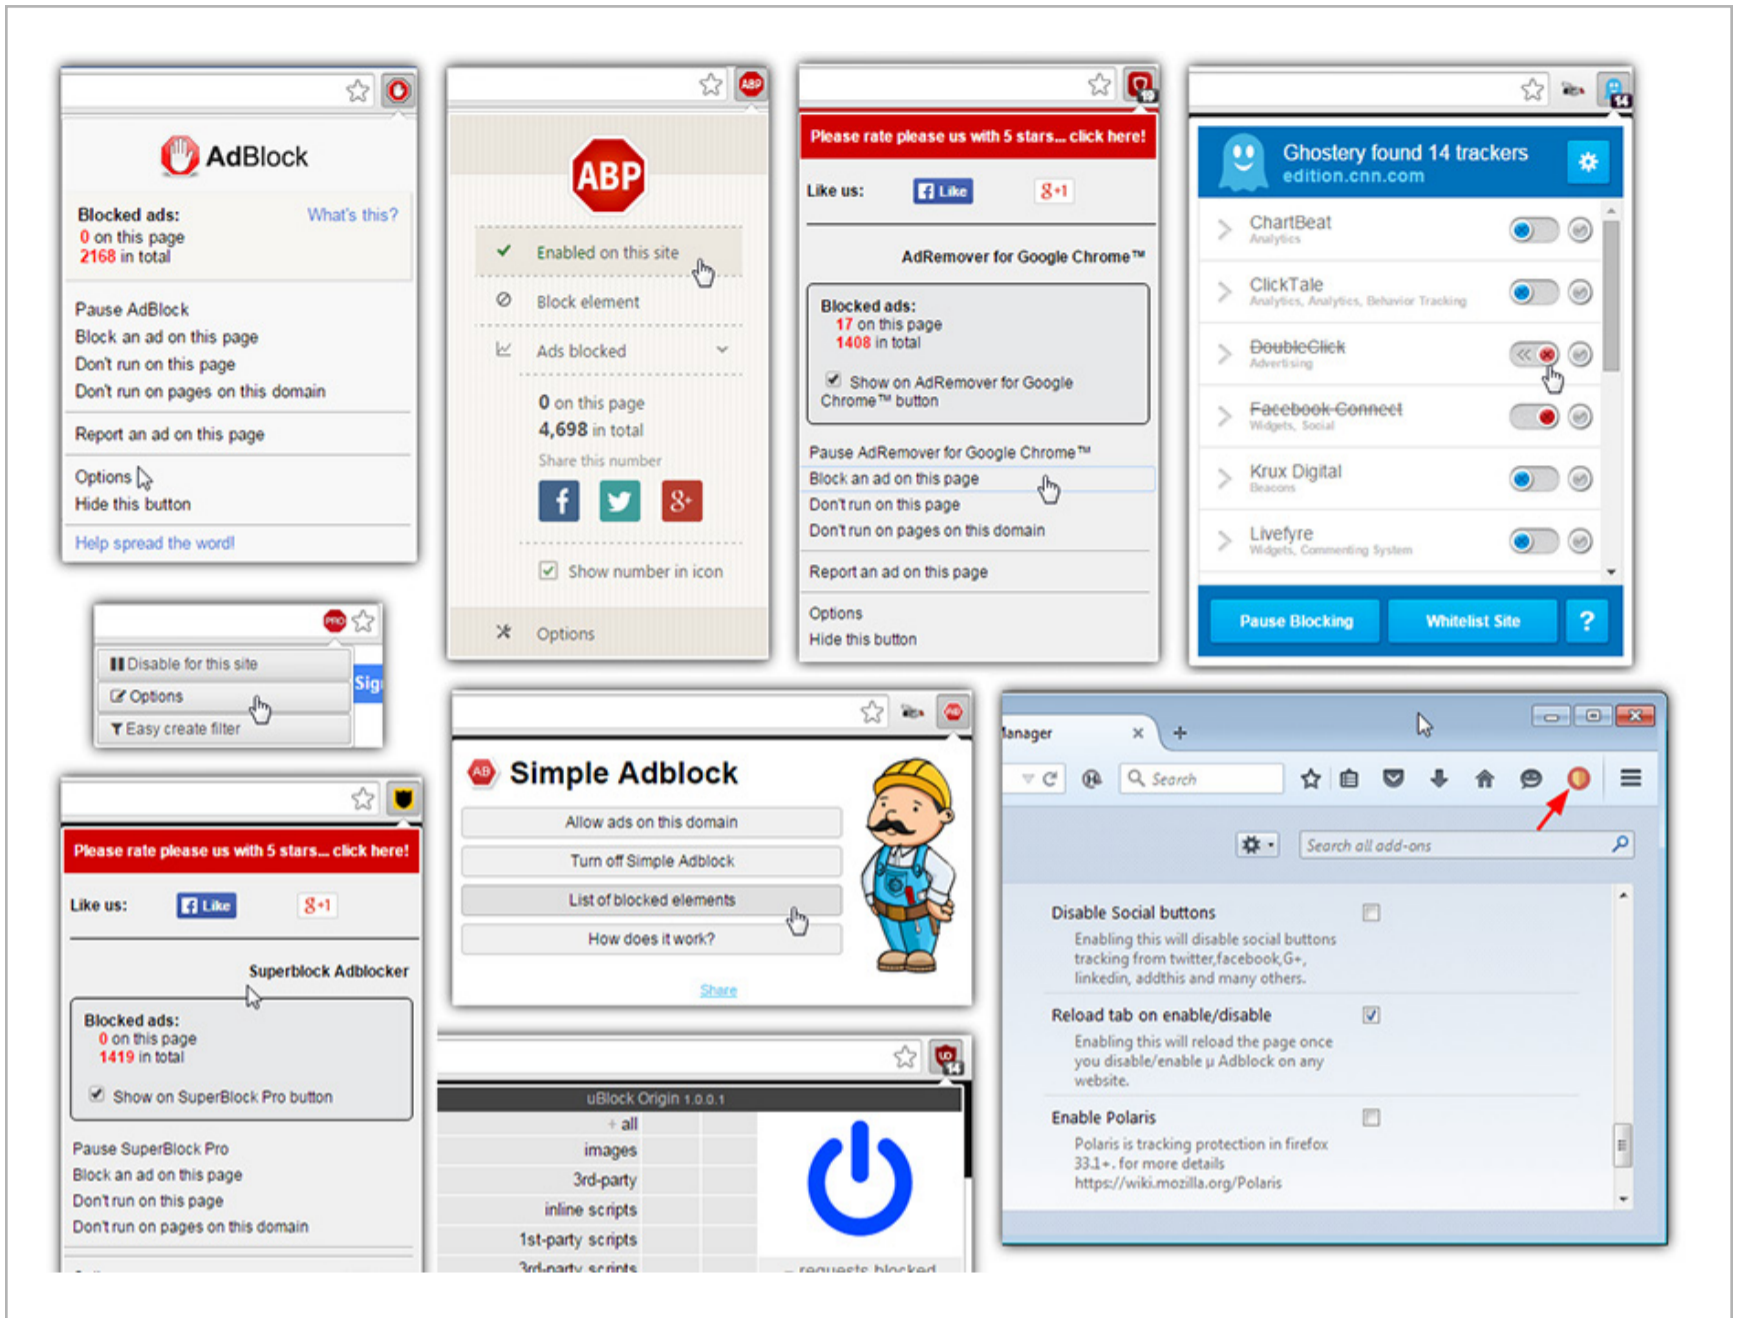 AdBlock
Blocked ads: What's this?
0 on this page
2168 in total
Pause AdBlock
Block an ad on this page
Don't run on this page
Don't run on pages on this domain
Report an ad on this page
Options
Hide this button
Help spread the word!
ABP
ABP
Enabled on this site
Block element
Ads blocked
0 on this page
4,698 in total
Share this number
f
8+
Show number in icon
Options
Please rate please us with 5 stars... click here!
Like us: f Like 8+1
AdRemover for Google Chrome™
Blocked ads:
17 on this page
1408 in total
Show on AdRemover for Google
Chrome™ button
Pause AdRemover for Google Chrome™
Block an ad on this page
Don't run on this page
Don't run on pages on this domain
Report an ad on this page
Options
Hide this button
14
Ghostery found 14 trackers
edition.cnn.com
ChartBeat
Analytics
ClickTale
Analytics, Analytics, Behavior Tracking
DoubleClick
Advertising
Facebook Connect
Widgets, Social
Krux Digital
Beacons
Livefyre
Widgets, Commenting System
Pause Blocking Whitelist Site ?
PRO
Disable for this site
Sig
Options
Easy create filter
Please rate please us with 5 stars... click here!
Like us: f Like 8+1
Superblock Adblocker
Blocked ads:
0 on this page
1419 in total
Show on SuperBlock Pro button
Pause SuperBlock Pro
Block an ad on this page
Don't run on this page
Don't run on pages on this domain
AB Simple Adblock
Allow ads on this domain
Turn off Simple Adblock
List of blocked elements
How does it work?
Share
14
uBlock Origin 1.0.0.1
+ all
images
3rd-party
inline scripts
1st-party scripts
3rd-party scripts
– requests blocked
Manager
Search
Search all add-ons
Disable Social buttons
Enabling this will disable social buttons
tracking from twitter,facebook,G+,
linkedin, addthis and many others.
Reload tab on enable/disable
Enabling this will reload the page once
you disable/enable µ Adblock on any
website.
Enable Polaris
Polaris is tracking protection in firefox
33.1+. for more details
https://wiki.mozilla.org/Polaris